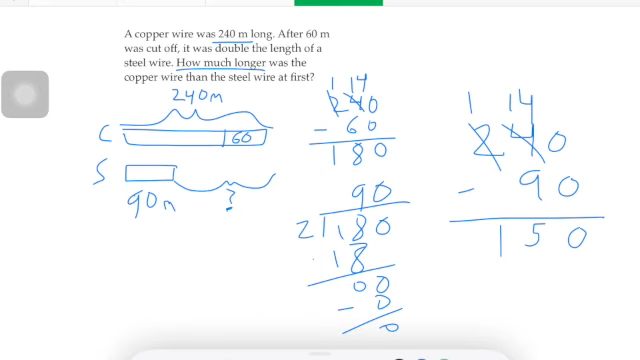 A copper wire was 240 m long. After 60 m
was cut off, it was double the length of a
steel wire. How much longer was the
copper wire than the steel wire at first?
240m
C 60
S
90m ?
1 14
240
- 60
180
90
2 180
18
00
- 0
0
1 14
240
- 90
150